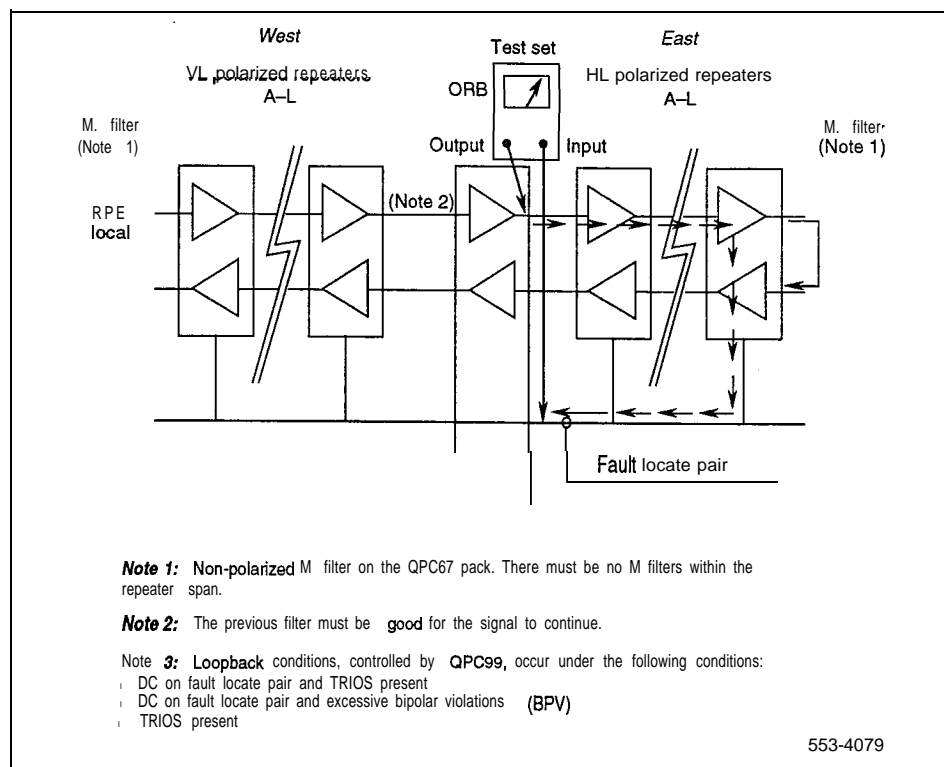 West
East
Test set
VL polarized repeaters
A–L
ORB
HL polarized repeaters
A–L
M. filter
(Note 1)
Output
Input
M. filter
(Note 1)
RPE
local
(Note 2)
Fault locate pair
Note 1: Non-polarized M filter on the QPC67 pack. There must be no M filters within the
repeater span.
Note 2: The previous filter must be good for the signal to continue.
Note 3: Loopback conditions, controlled by QPC99, occur under the following conditions:
DC on fault locate pair and TRIOS present
DC on fault locate pair and excessive bipolar violations (BPV)
TRIOS present
553-4079